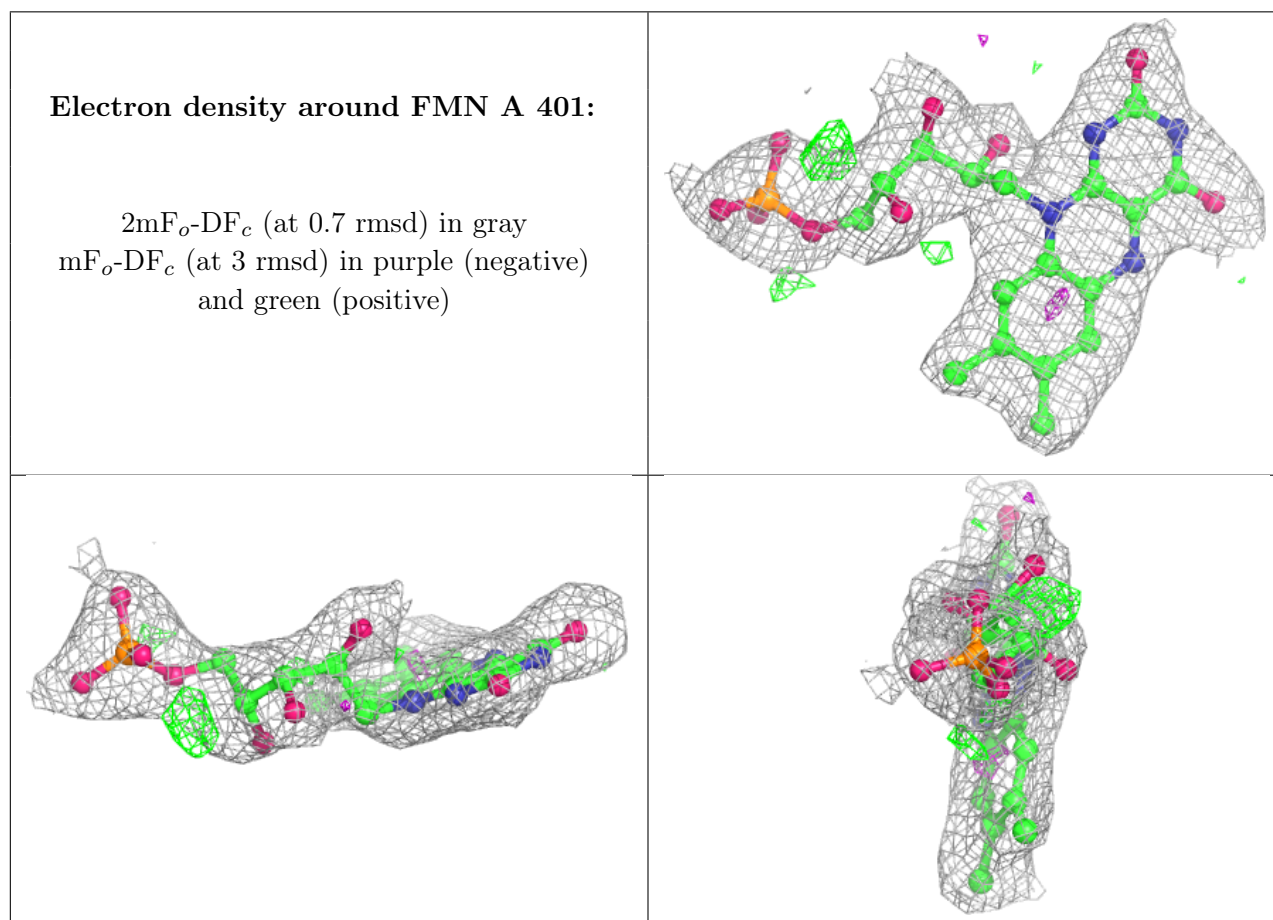 Electron density around FMN A 401:
2mFo-DFc (at 0.7 rmsd) in gray
mFo-DFc (at 3 rmsd) in purple (negative)
and green (positive)